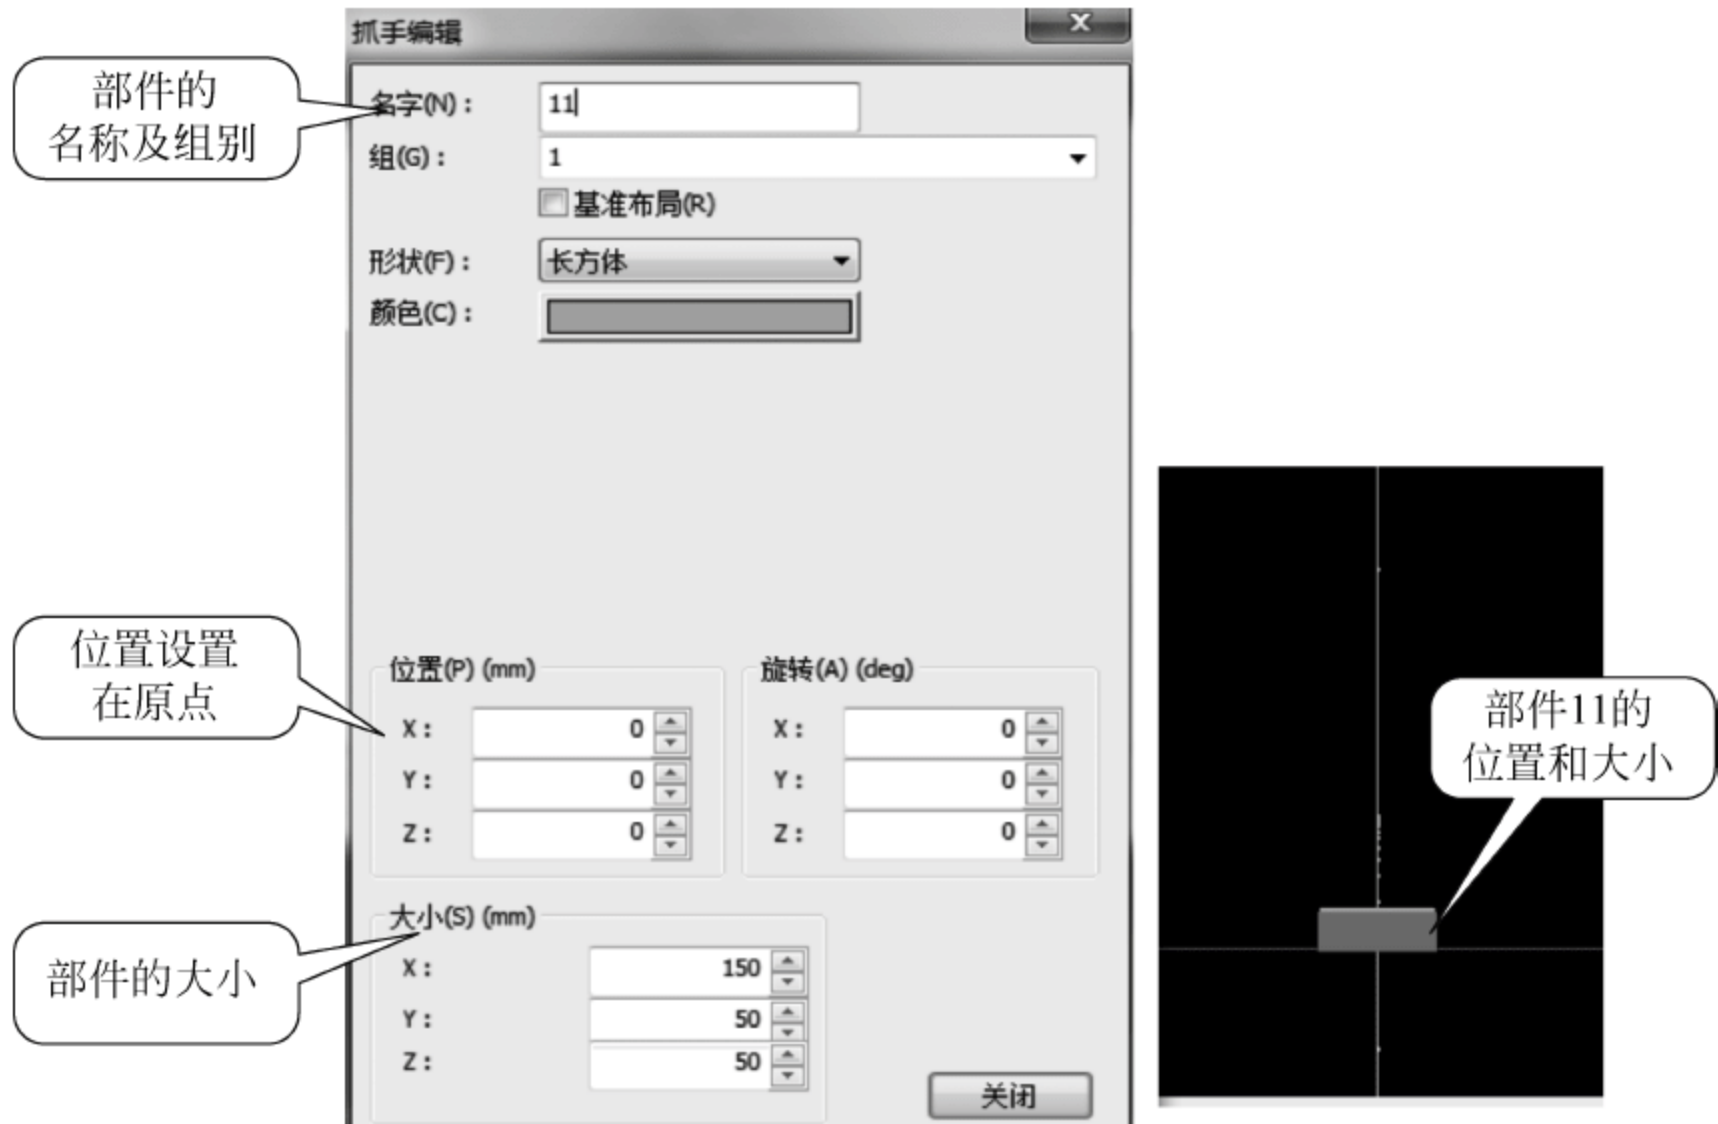 抓手编辑
x
部件的
名称及组别
名字(N)：
11
组(G)：
1
基准布局(R)
形状(F)：
长方体
颜色(C)：
位置设置
在原点
位置(P) (mm)
X：
0
Y：
0
Z：
0
旋转(A) (deg)
X：
0
Y：
0
Z：
0
部件11的
位置和大小
部件的大小
大小(S) (mm)
X：
150
Y：
50
Z：
50
关闭